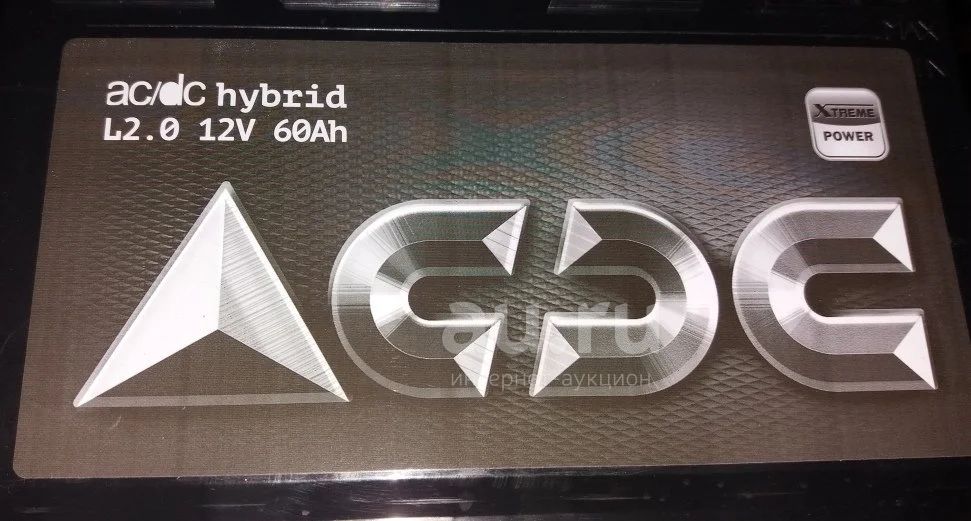 ac/dc hybrid
L2.0 12V 60Ah
XTREME
POWER
ACDC
au.ru
интернет-аукцион